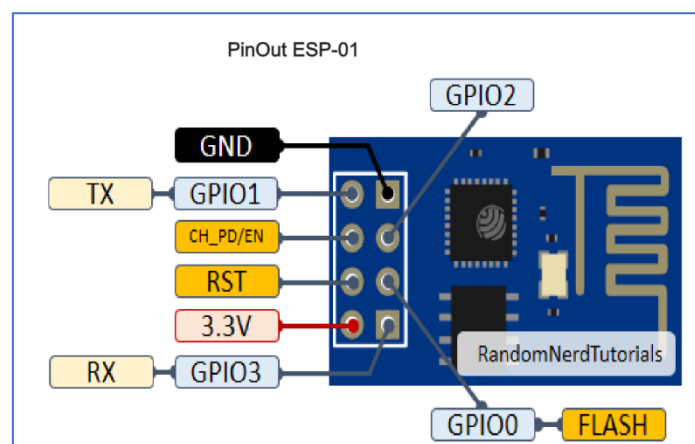 PinOut ESP-01
GPIO2
GND
TX GPIO1
CH_PD/EN
RST
3.3V
RX GPIO3
RandomNerdTutorials
GPIO0 FLASH